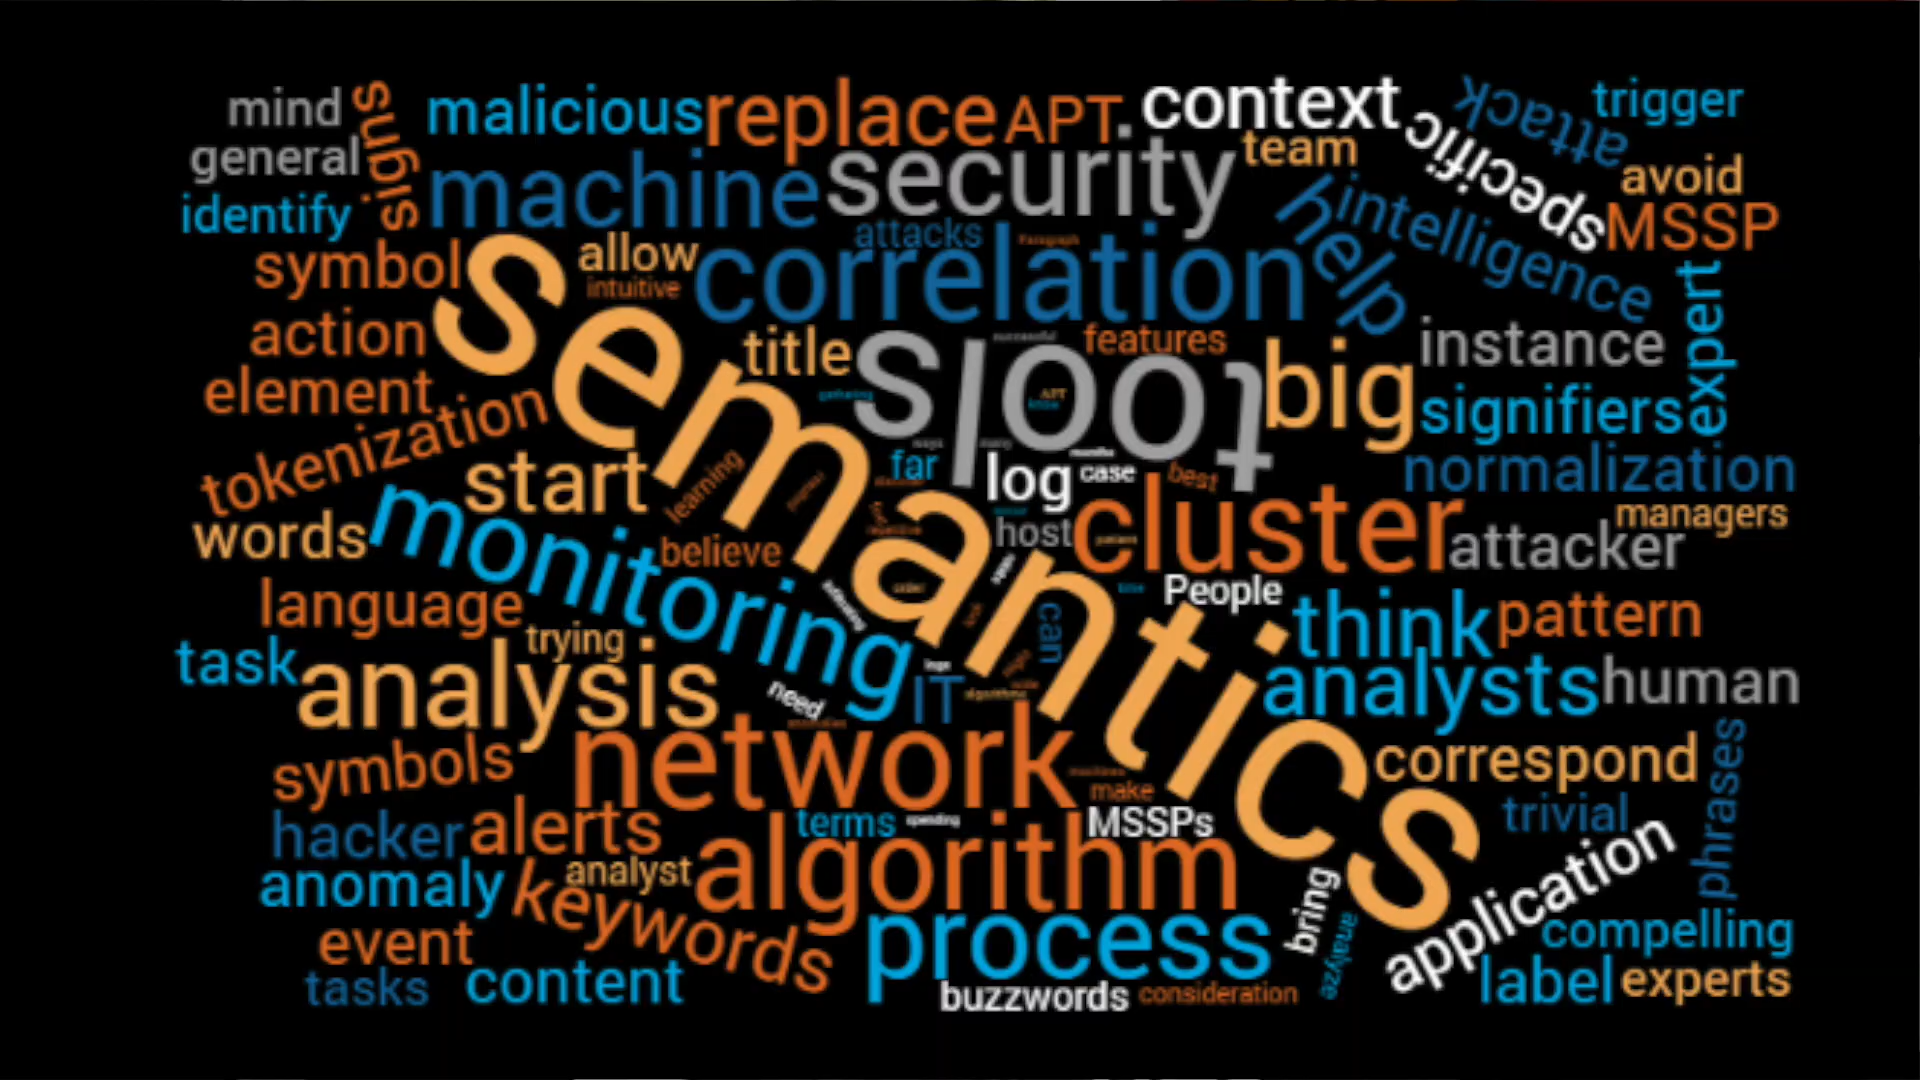 mind
signs
malicious
replace
APT.
context
specific
attack
trigger
general
machine
security
team
help
intelligence
avoid
identify
attacks
MSSP
symbol
semantics
allow
intuitive
correlation
expert
action
title
tools
features
big
instance
element
signifiers
tokenization
start
learning
far
log
case
best
normalization
words
monitoring
believe
host
cluster
attacker
managers
language
trying
can
People
think
pattern
task
analysis
need
IT
analysts
human
symbols
network
make
correspond
phrases
hacker
alerts
terms
spending
MSSPs
trivial
anomaly
keywords
analyst
algorithm
bring
application
event
process
analyze
compelling
tasks
content
buzzwords
consideration
label
experts